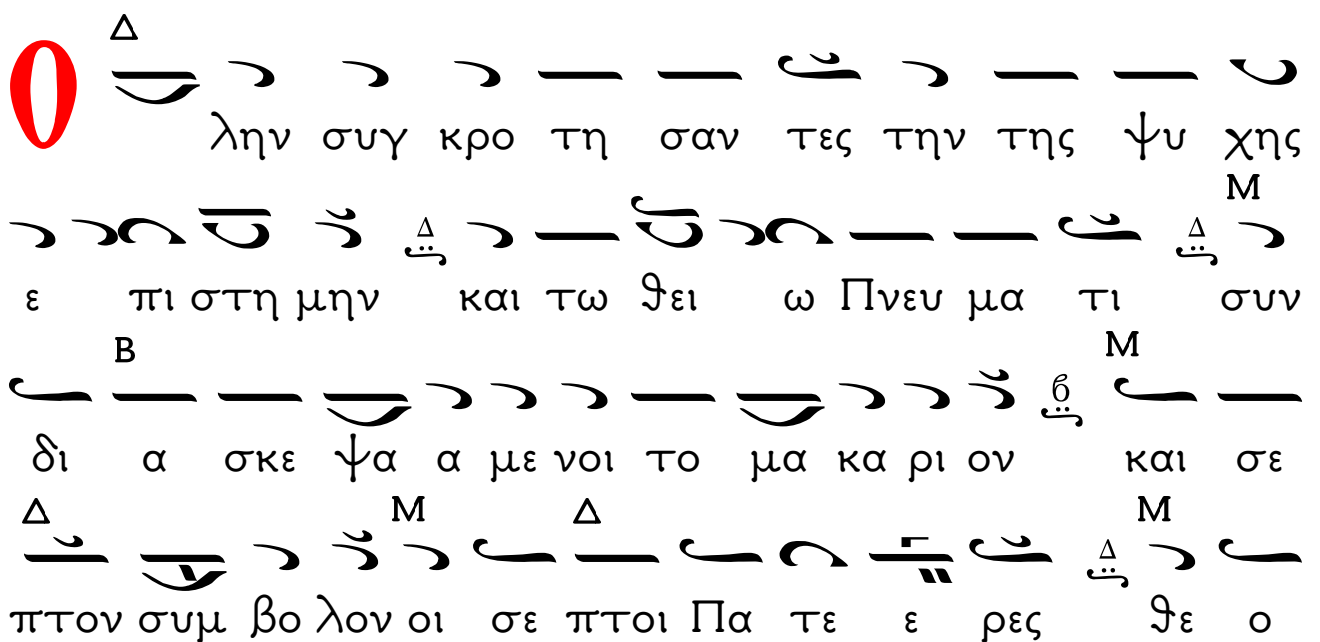 Δ
Ο λην συγ κρο τη σαν τες την της ψυ χης
Μ
Δ Δ
ε πι στη μην και τω θει ω Πνευ μα τι συν
Β Μ
β
δι α σκε ψα α με νοι το μα κα ρι ον και σε
Δ Μ Δ Μ
Δ
πτον συμ βο λον οι σε πτοι Πα τε ε ρες θε ο